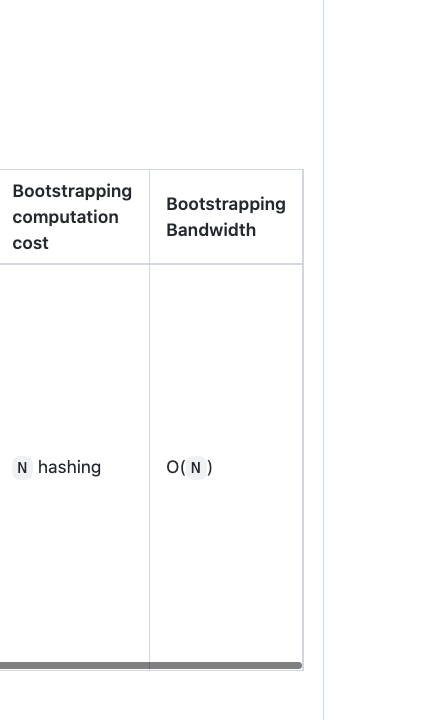 Bootstrapping
computation
cost
Bootstrapping
Bandwidth
N hashing
O( N )